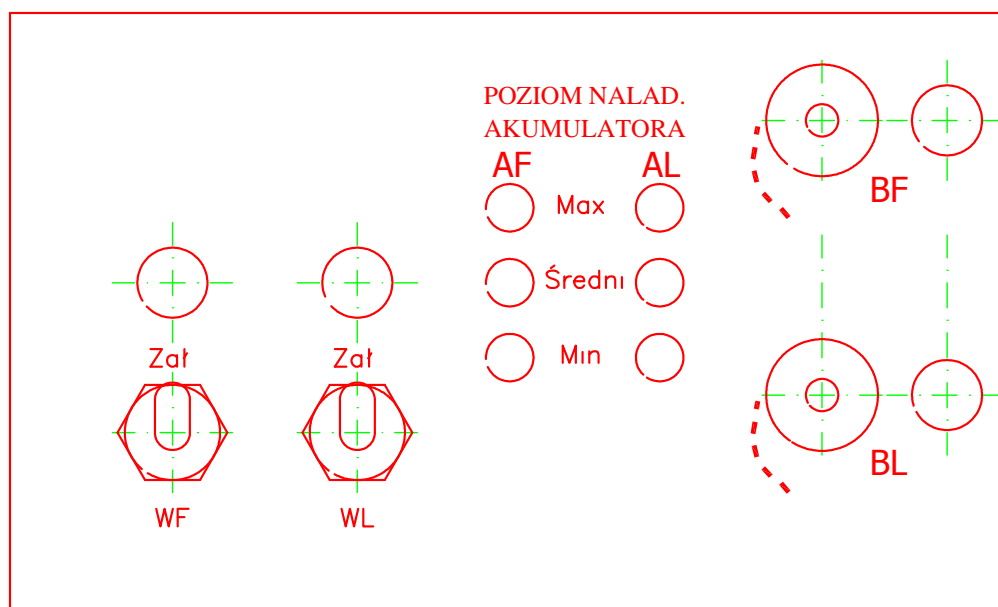 POZIOM NALAD.
AKUMULATORA
AF AL
Max
Średni
Min
Zał Zał
WF WL
BF
BL